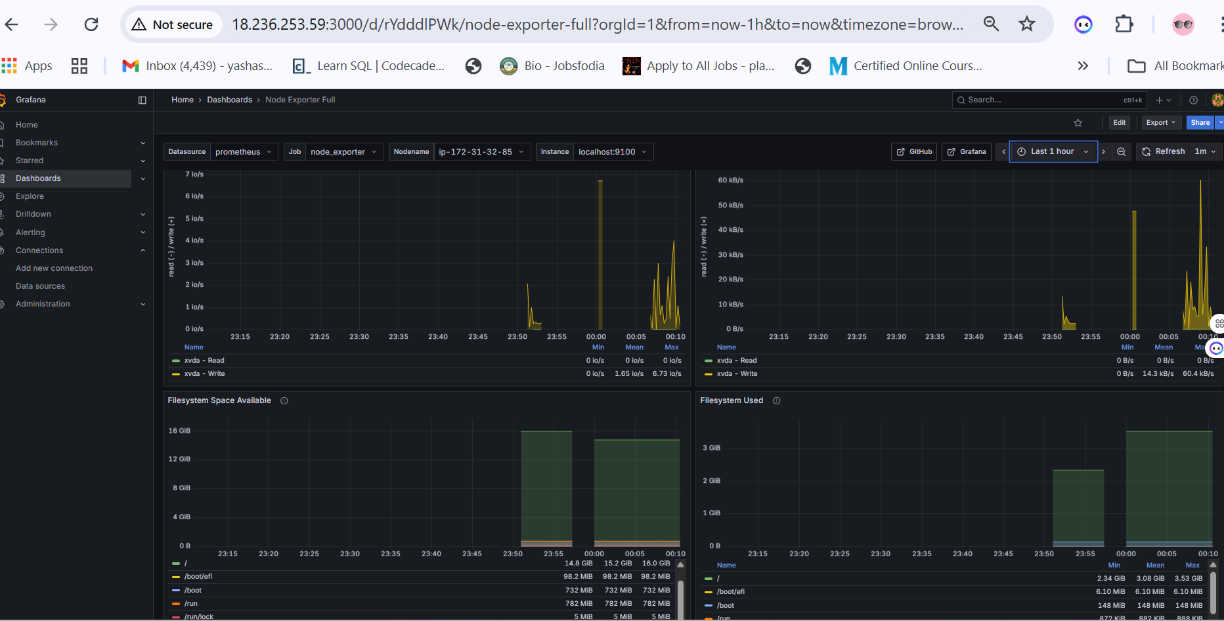 Not secure 18.236.253.59:3000/d/rYdddlPWk/node-exporter-full?orgId=1&from=now-1h&to=now&timezone=brow...
Apps Inbox (4,439) - yashas... Learn SQL | Codecade... Bio - Jobsfodia Apply to All Jobs - pla... Certified Online Cours... » All Bookmark
Grafana Home › Dashboards › Node Exporter Full Search... ctrl+k
Home
Bookmarks
Starred
Dashboards
Explore
Drilldown
Alerting
Connections
Add new connection
Data sources
Administration
Edit Export Share
Datasource prometheus Job node_exporter Nodename ip-172-31-32-85 Instance localhost:9100 GitHub Grafana Last 1 hour Refresh 1m
read (-) / write (+)
7 io/s
6 io/s
5 io/s
4 io/s
3 io/s
2 io/s
1 io/s
0 io/s
23:15 23:20 23:25 23:30 23:35 23:40 23:45 23:50 23:55 00:00 00:05 00:10
Name Min Mean Max
xvda - Read 0 io/s 0 io/s 0 io/s
xvda - Write 0 io/s 1.65 io/s 6.73 io/s
read (-) / write (+)
60 kB/s
50 kB/s
40 kB/s
30 kB/s
20 kB/s
10 kB/s
0 B/s
23:15 23:20 23:25 23:30 23:35 23:40 23:45 23:50 23:55 00:00 00:05
Name Min Mean
xvda - Read 0 B/s 0 B/s 0 B/s
xvda - Write 0 B/s 14.3 kB/s 60.4 kB/s
Filesystem Space Available
16 GiB
12 GiB
8 GiB
4 GiB
0 B
23:15 23:20 23:25 23:30 23:35 23:40 23:45 23:50 23:55 00:00 00:05 00:10
/ 14.8 GiB 15.2 GiB 16.0 GiB
/boot/efi 98.2 MiB 98.2 MiB 98.2 MiB
/boot 732 MiB 732 MiB 732 MiB
/run 782 MiB 782 MiB 782 MiB
/run/lock 5 MiB 5 MiB 5 MiB
Filesystem Used
3 GiB
2 GiB
1 GiB
0 B
23:15 23:20 23:25 23:30 23:35 23:40 23:45 23:50 23:55 00:00 00:05 00:10
Name Min Mean Max
/ 2.34 GiB 3.08 GiB 3.53 GiB
/boot/efi 6.10 MiB 6.10 MiB 6.10 MiB
/boot 148 MiB 148 MiB 148 MiB
/run 872 KiB 882 KiB 888 KiB